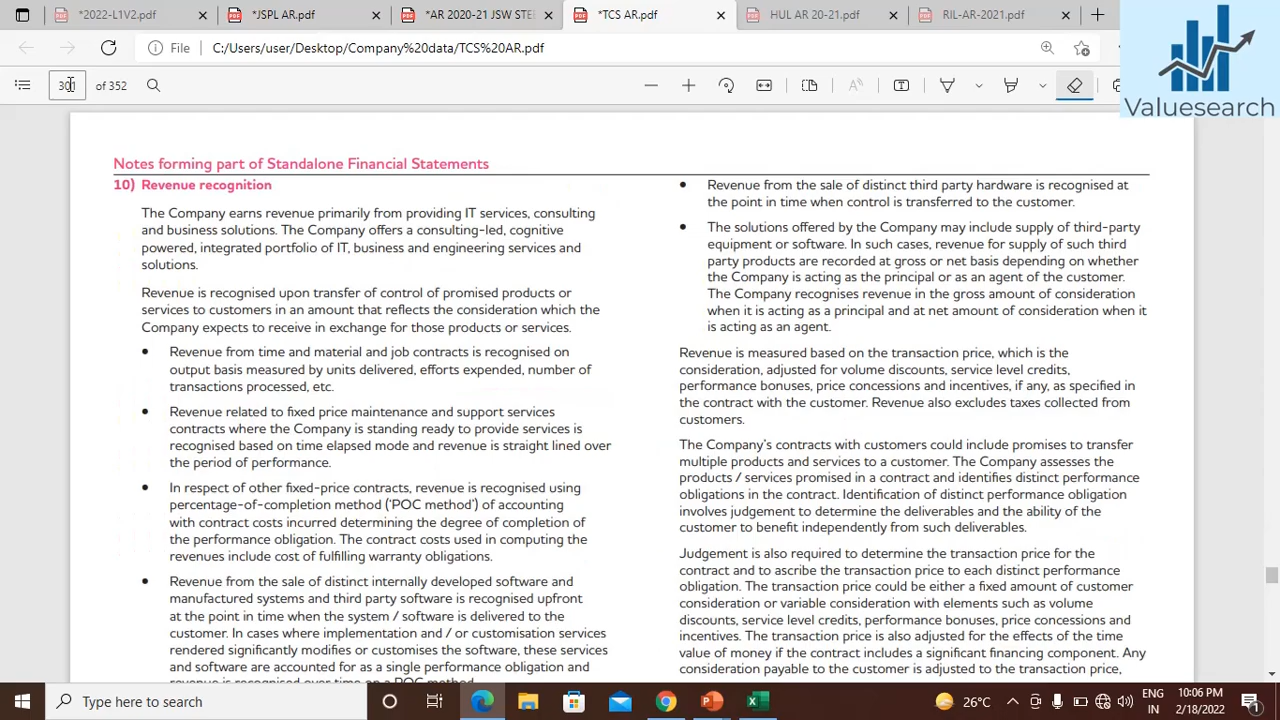 *2022-L1V2.pdf
*JSPL AR.pdf
*AR 2020-21 JSW STEE
*TCS AR.pdf
HUL AR 20-21.pdf
RIL-AR-2021.pdf
File
C:/Users/user/Desktop/Company%20data/TCS%20AR.pdf
of 352
Valuesearch
Notes forming part of Standalone Financial Statements
10) Revenue recognition
The Company earns revenue primarily from providing IT services, consulting
and business solutions. The Company offers a consulting-led, cognitive
powered, integrated portfolio of IT, business and engineering services and
solutions.
Revenue is recognised upon transfer of control of promised products or
services to customers in an amount that reflects the consideration which the
Company expects to receive in exchange for those products or services.
• Revenue from time and material and job contracts is recognised on
output basis measured by units delivered, efforts expended, number of
transactions processed, etc.
• Revenue related to fixed price maintenance and support services
contracts where the Company is standing ready to provide services is
recognised based on time elapsed mode and revenue is straight lined over
the period of performance.
• In respect of other fixed-price contracts, revenue is recognised using
percentage-of-completion method ('POC method') of accounting
with contract costs incurred determining the degree of completion of
the performance obligation. The contract costs used in computing the
revenues include cost of fulfilling warranty obligations.
• Revenue from the sale of distinct internally developed software and
manufactured systems and third party software is recognised upfront
at the point in time when the system / software is delivered to the
customer. In cases where implementation and / or customisation services
rendered significantly modifies or customises the software, these services
and software are accounted for as a single performance obligation and
revenue is recognised over time on a POC method.
• Revenue from the sale of distinct third party hardware is recognised at
the point in time when control is transferred to the customer.
• The solutions offered by the Company may include supply of third-party
equipment or software. In such cases, revenue for supply of such third
party products are recorded at gross or net basis depending on whether
the Company is acting as the principal or as an agent of the customer.
The Company recognises revenue in the gross amount of consideration
when it is acting as a principal and at net amount of consideration when it
is acting as an agent.
Revenue is measured based on the transaction price, which is the
consideration, adjusted for volume discounts, service level credits,
performance bonuses, price concessions and incentives, if any, as specified in
the contract with the customer. Revenue also excludes taxes collected from
customers.
The Company's contracts with customers could include promises to transfer
multiple products and services to a customer. The Company assesses the
products / services promised in a contract and identifies distinct performance
obligations in the contract. Identification of distinct performance obligation
involves judgement to determine the deliverables and the ability of the
customer to benefit independently from such deliverables.
Judgement is also required to determine the transaction price for the
contract and to ascribe the transaction price to each distinct performance
obligation. The transaction price could be either a fixed amount of customer
consideration or variable consideration with elements such as volume
discounts, service level credits, performance bonuses, price concessions and
incentives. The transaction price is also adjusted for the effects of the time
value of money if the contract includes a significant financing component. Any
consideration payable to the customer is adjusted to the transaction price,
Type here to search
26°C
ENG
IN
10:06 PM
2/18/2022